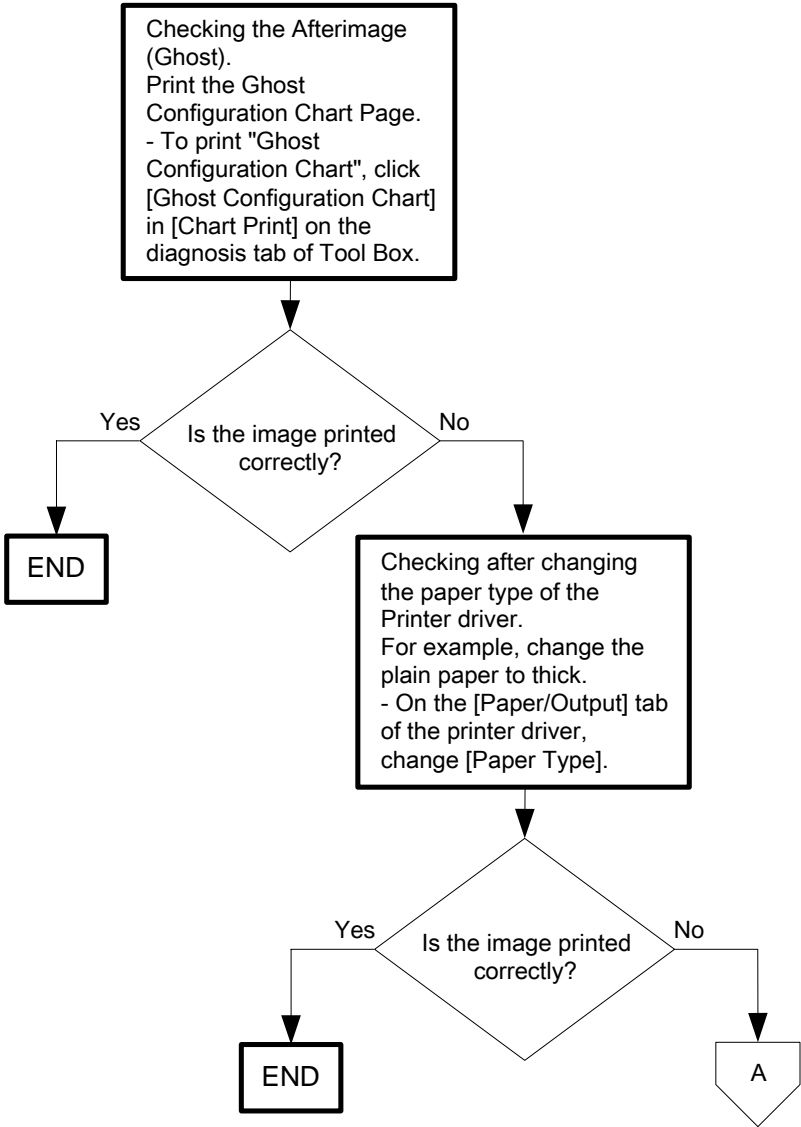 Checking the Afterimage
(Ghost).
Print the Ghost
Configuration Chart Page.
- To print "Ghost
Configuration Chart", click
[Ghost Configuration Chart]
in [Chart Print] on the
diagnosis tab of Tool Box.
Is the image printed
correctly?
Yes
No
END
Checking after changing
the paper type of the
Printer driver.
For example, change the
plain paper to thick.
- On the [Paper/Output] tab
of the printer driver,
change [Paper Type].
Is the image printed
correctly?
Yes
No
END
A